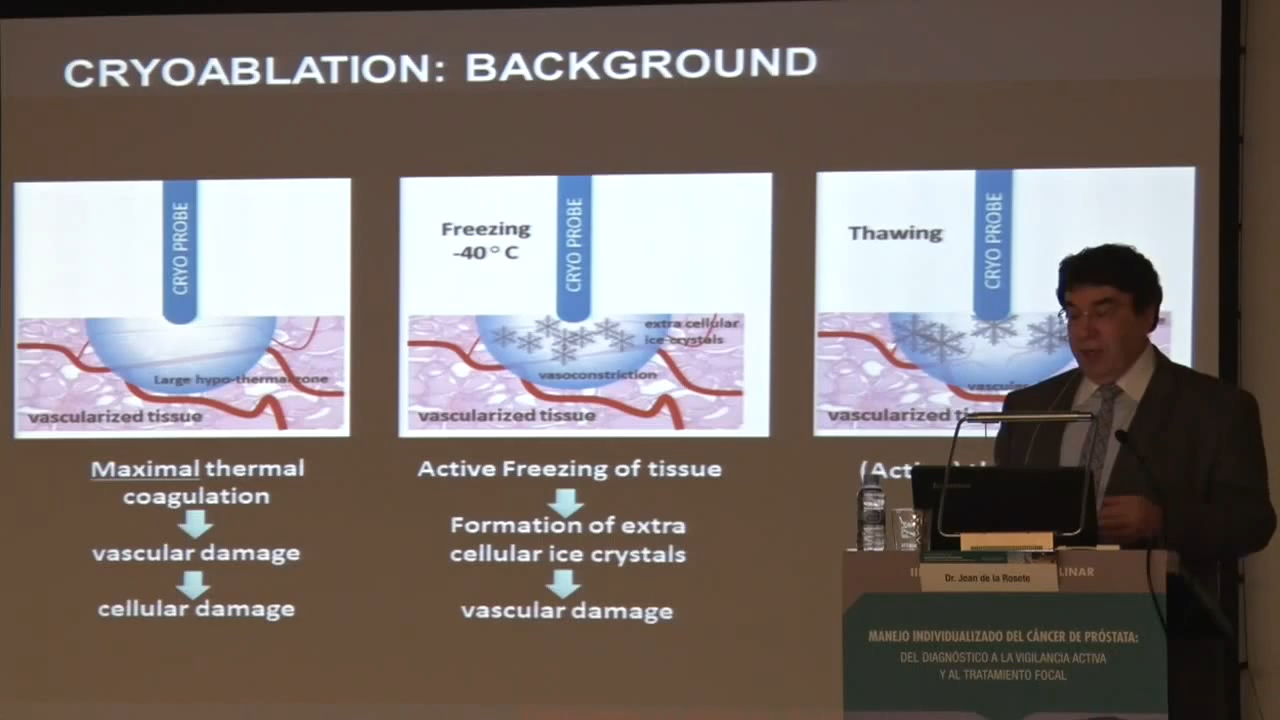 CRYOABLATION: BACKGROUND
CRYO PROBE
Large hypo-thermal zone
vascularized tissue
Maximal thermal
coagulation
vascular damage
cellular damage
Freezing
-40° C
CRYO PROBE
extra cellular
ice crystals
vasoconstriction
vascularized tissue
Active Freezing of tissue
Formation of extra
cellular ice crystals
vascular damage
Thawing
CRYO PROBE
vascularized
Dr. Jean de la Rosete
MANEJO INDIVIDUALIZADO DEL CÁNCER DE PRÓSTATA:
DEL DIAGNÓSTICO A LA VIGILANCIA ACTIVA
Y AL TRATAMIENTO FOCAL